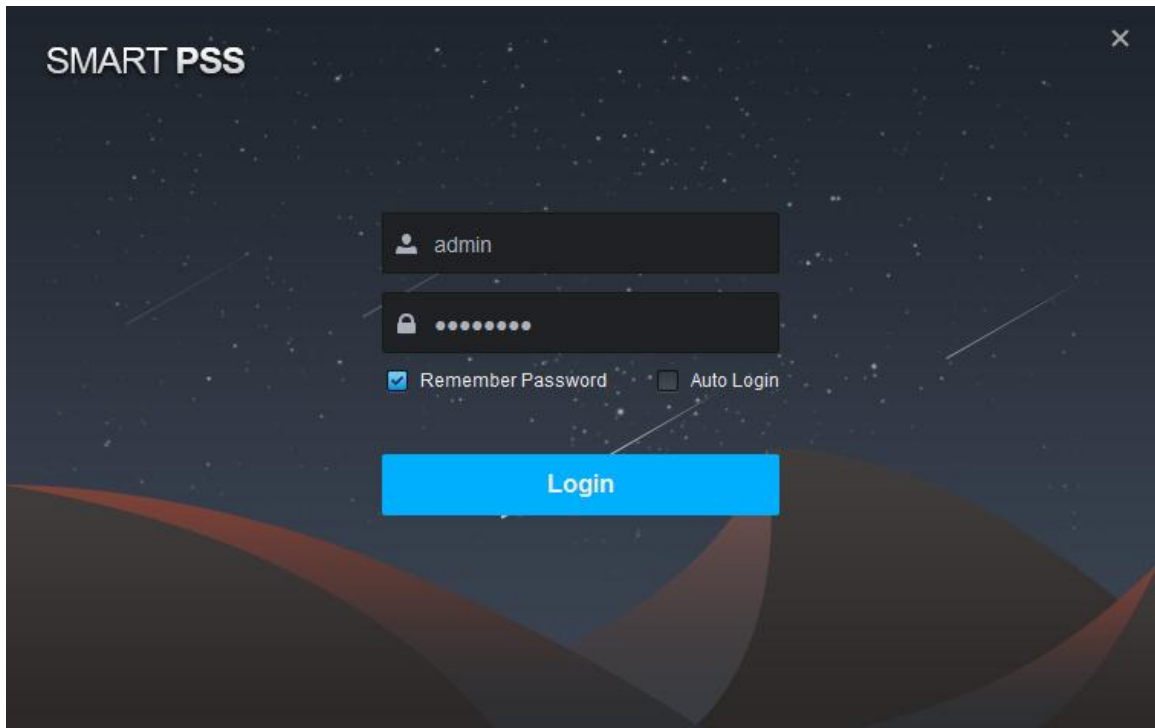 SMART PSS
admin
••••••••
Remember Password Auto Login
Login